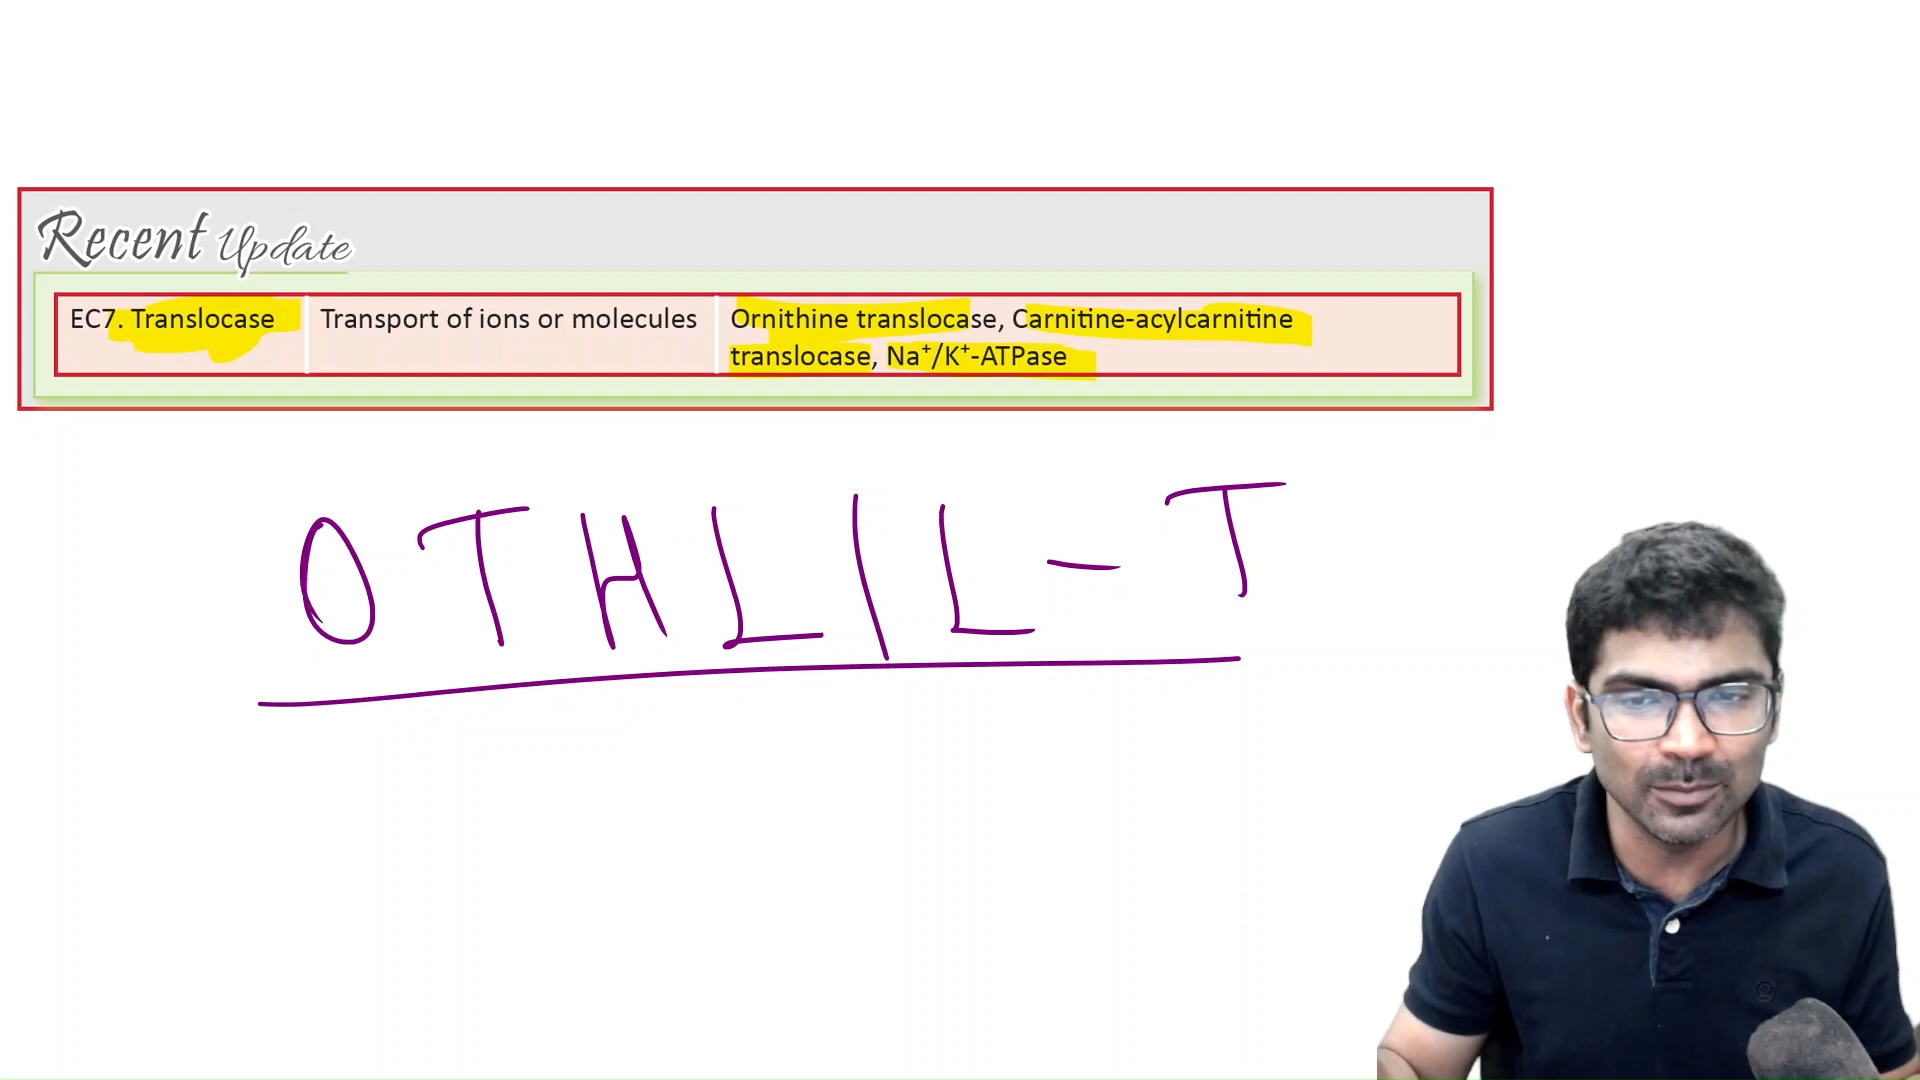 Recent Update
EC7. Translocase Transport of ions or molecules Ornithine translocase, Carnitine-acylcarnitine
translocase, Na⁺/K⁺-ATPase
OTHLIL-T